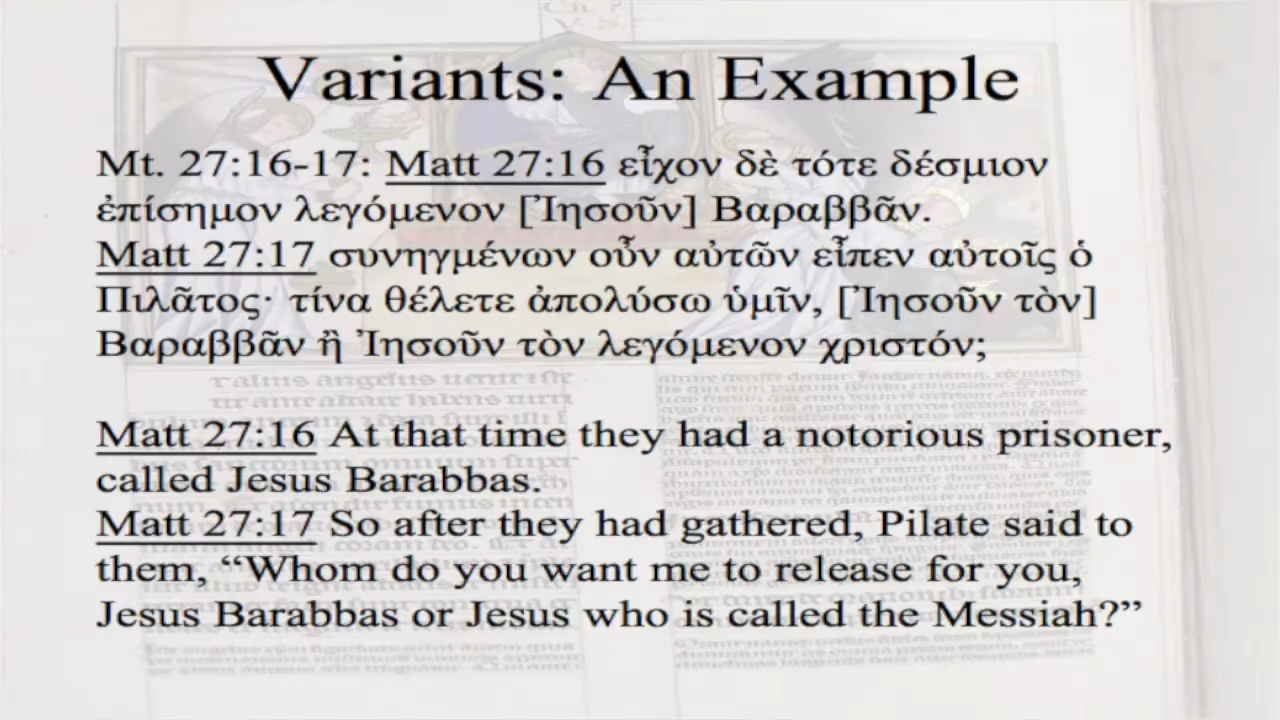 Variants: An Example
Mt. 27:16-17: Matt 27:16 εἶχον δὲ τότε δέσμιον
ἐπίσημον λεγόμενον [Ἰησοῦν] Βαραββᾶν.
Matt 27:17 συνηγμένων οὖν αὐτῶν εἶπεν αὐτοῖς ὁ
Πιλᾶτος· τίνα θέλετε ἀπολύσω ὑμῖν, [Ἰησοῦν τὸν]
Βαραββᾶν ἢ Ἰησοῦν τὸν λεγόμενον χριστόν;
Matt 27:16 At that time they had a notorious prisoner,
called Jesus Barabbas.
Matt 27:17 So after they had gathered, Pilate said to
them, “Whom do you want me to release for you,
Jesus Barabbas or Jesus who is called the Messiah?”